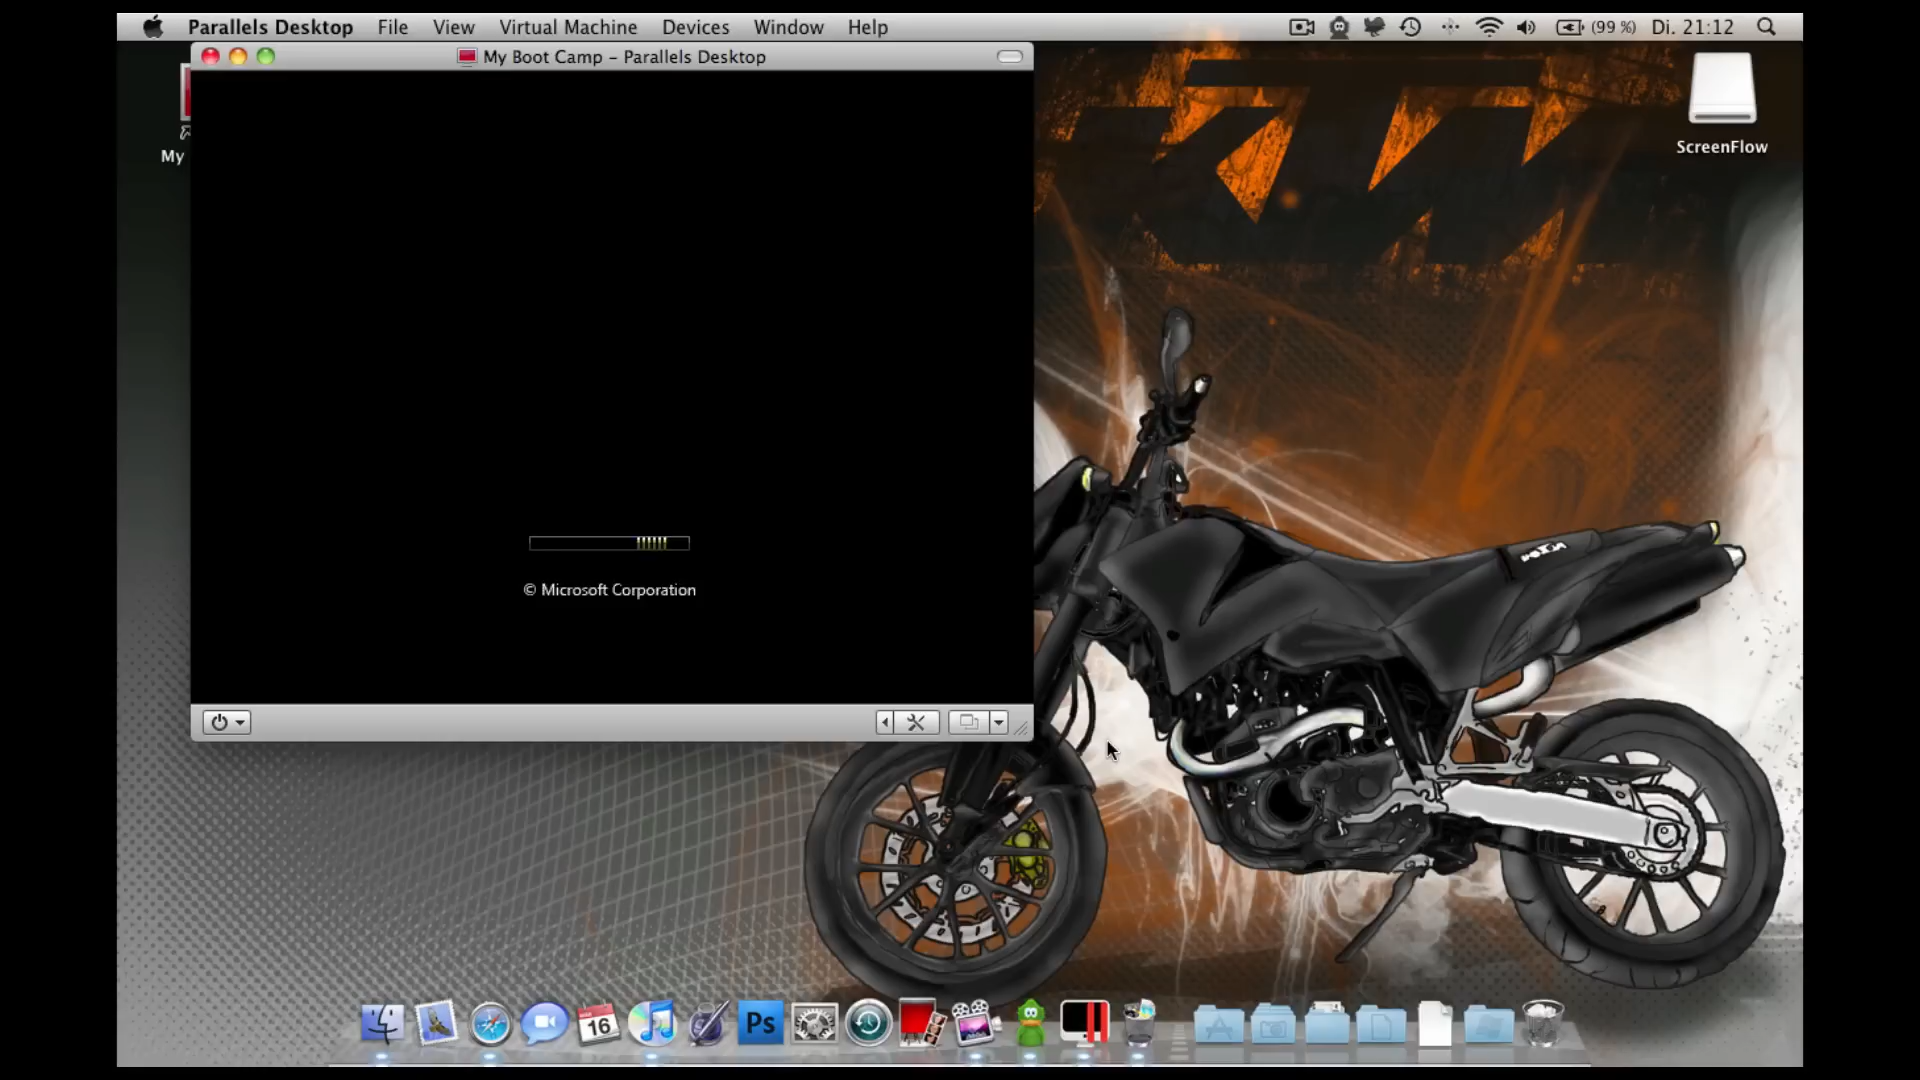 Parallels Desktop File View Virtual Machine Devices Window Help (99 %) Di. 21:12
My Boot Camp – Parallels Desktop
ScreenFlow
My
© Microsoft Corporation
16
Ps